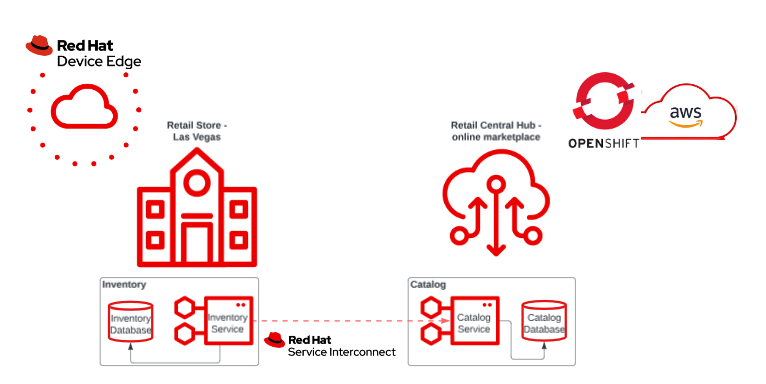 Red Hat
Device Edge
Retail Store -
Las Vegas
Retail Central Hub -
online marketplace
aws
OPENSHIFT
Inventory
Inventory
Database
Inventory
Service
Catalog
Catalog
Service
Catalog
Database
Red Hat
Service Interconnect